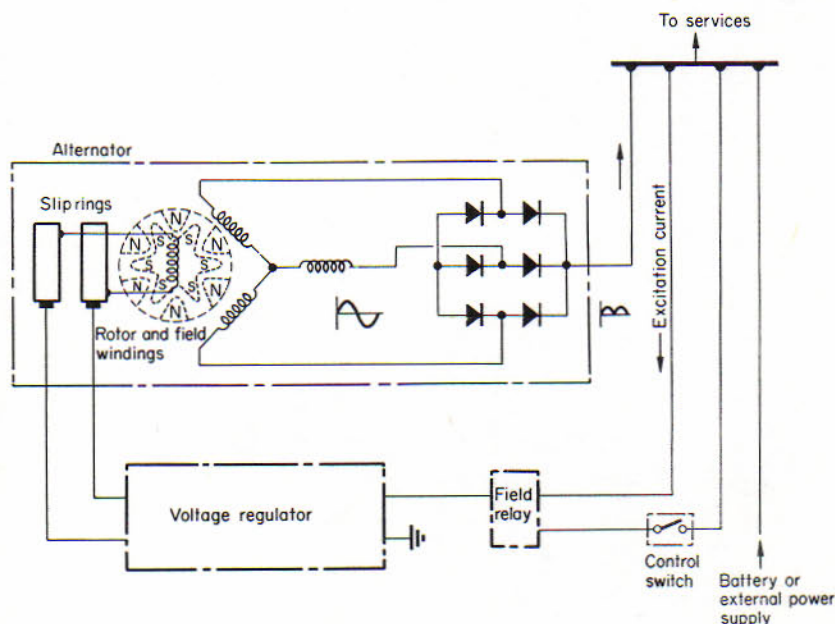 To services
Alternator
Slip rings
N
N
N
N
N
N
S
S
S
S
S
S
Rotor and field
windings
Excitation current
Voltage regulator
Field
relay
Control
switch
Battery or
external power
supply